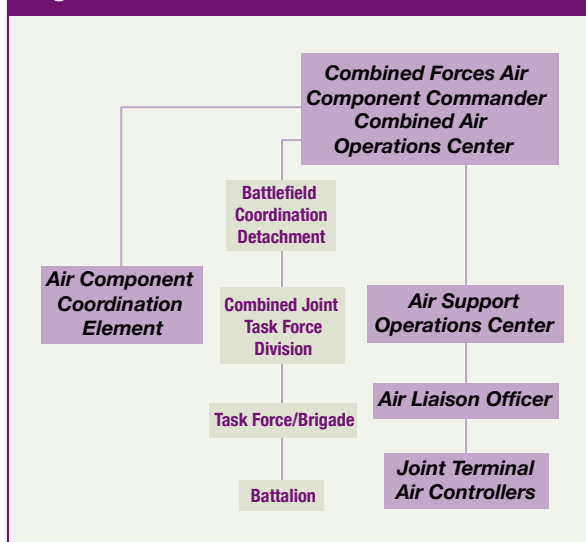 Combined Forces Air
Component Commander
Combined Air
Operations Center
Battlefield
Coordination
Detachment
Air Component
Coordination
Element
Combined Joint
Task Force
Division
Air Support
Operations Center
Task Force/Brigade
Air Liaison Officer
Battalion
Joint Terminal
Air Controllers